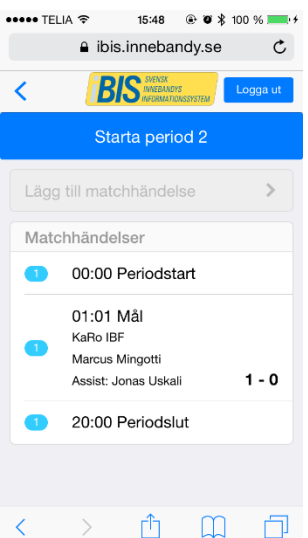 TELIA 15:48 100 %
ibis.innebandy.se
IBIS SVENSK INNEBANDYS INFORMATIONSSYSTEM
Logga ut
Starta period 2
Lägg till matchhändelse
Matchhändelser
1 00:00 Periodstart
01:01 Mål
KaRo IBF
1 Marcus Mingotti
Assist: Jonas Uskali 1 - 0
1 20:00 Periodslut